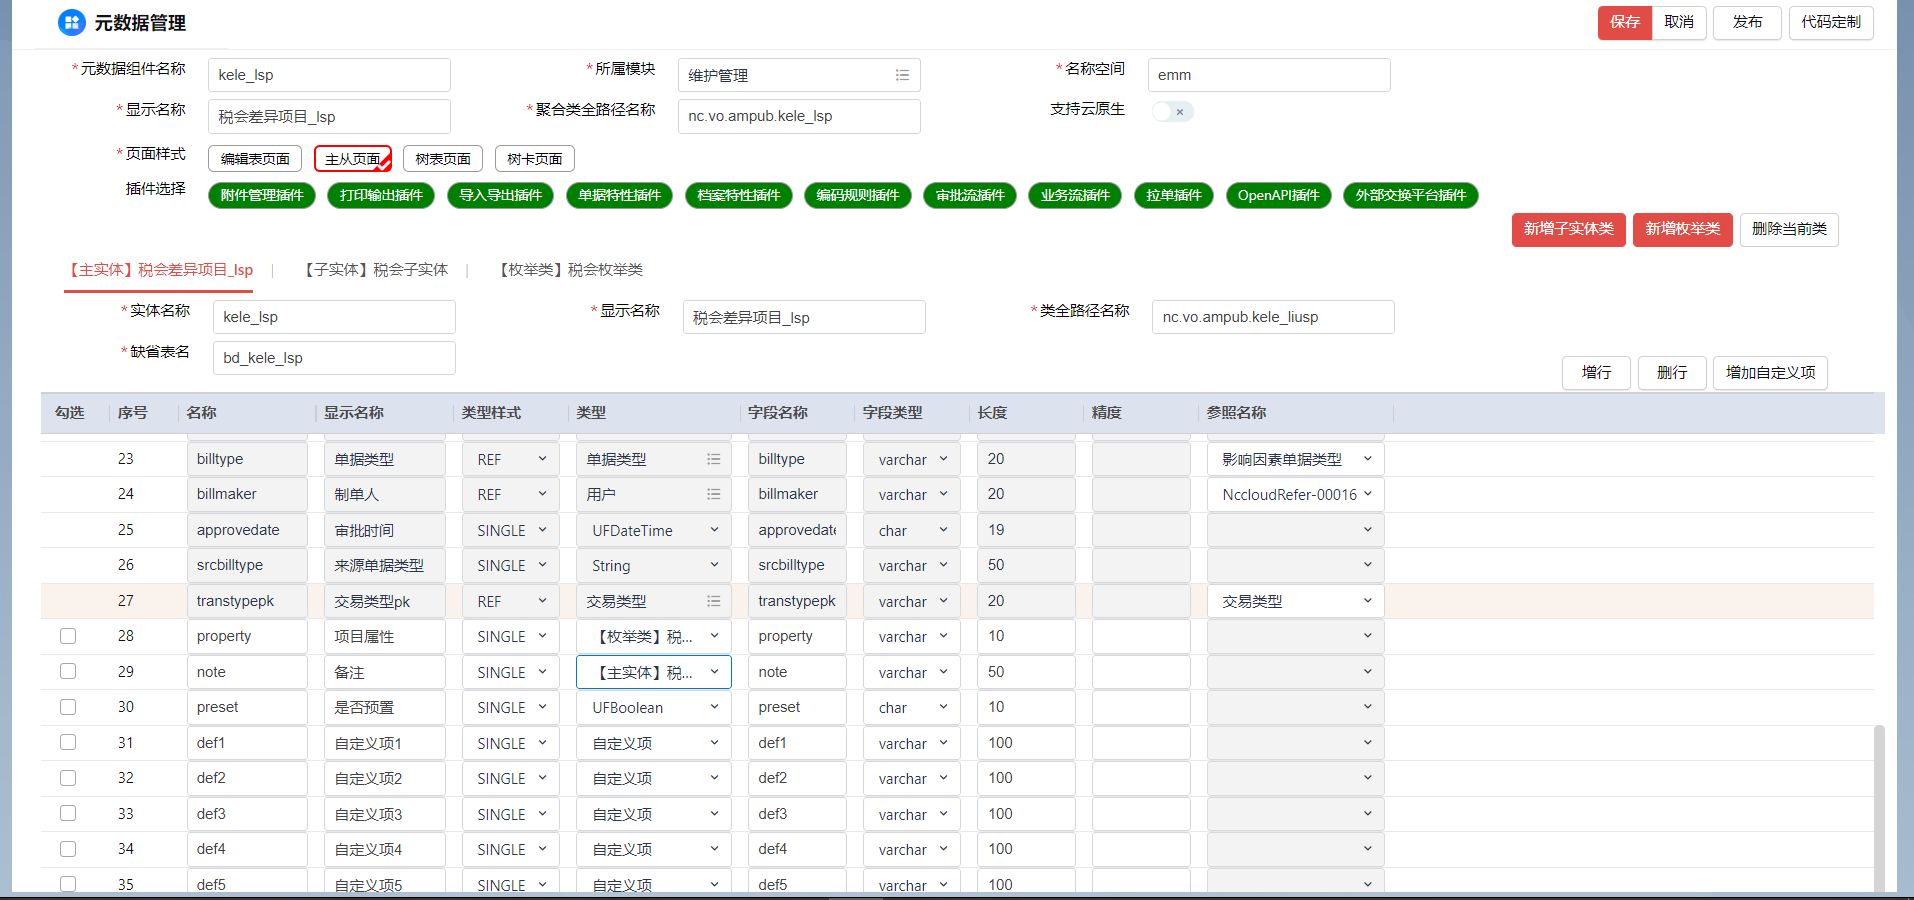 元数据管理
保存 取消 发布 代码定制
*元数据组件名称 kele_lsp *所属模块 维护管理 *名称空间 emm
*显示名称 税会差异项目_lsp *聚合类全路径名称 nc.vo.ampub.kele_lsp 支持云原生
*页面样式 编辑表页面 主从页面 树表页面 树卡页面
插件选择 附件管理插件 打印输出插件 导入导出插件 单据特性插件 档案特性插件 编码规则插件 审批流插件 业务流插件 拉单插件 OpenAPI插件 外部交换平台插件
新增子实体类 新增枚举类 删除当前类
【主实体】税会差异项目_lsp 【子实体】税会子实体 【枚举类】税会枚举类
*实体名称 kele_lsp *显示名称 税会差异项目_lsp *类全路径名称 nc.vo.ampub.kele_liusp
*缺省表名 bd_kele_lsp
增行 删行 增加自定义项
勾选 序号 名称 显示名称 类型样式 类型 字段名称 字段类型 长度 精度 参照名称
23 billtype 单据类型 REF 单据类型 billtype varchar 20 影响因素单据类型
24 billmaker 制单人 REF 用户 billmaker varchar 20 NccloudRefer-00016
25 approvedate 审批时间 SINGLE UFDateTime approvedate char 19
26 srcbilltype 来源单据类型 SINGLE String srcbilltype varchar 50
27 transtypepk 交易类型pk REF 交易类型 transtypepk varchar 20 交易类型
28 property 项目属性 SINGLE 【枚举类】税... property varchar 10
29 note 备注 SINGLE 【主实体】税... note varchar 50
30 preset 是否预置 SINGLE UFBoolean preset char 10
31 def1 自定义项1 SINGLE 自定义项 def1 varchar 100
32 def2 自定义项2 SINGLE 自定义项 def2 varchar 100
33 def3 自定义项3 SINGLE 自定义项 def3 varchar 100
34 def4 自定义项4 SINGLE 自定义项 def4 varchar 100
35 def5 自定义项5 SINGLE 自定义项 def5 varchar 100